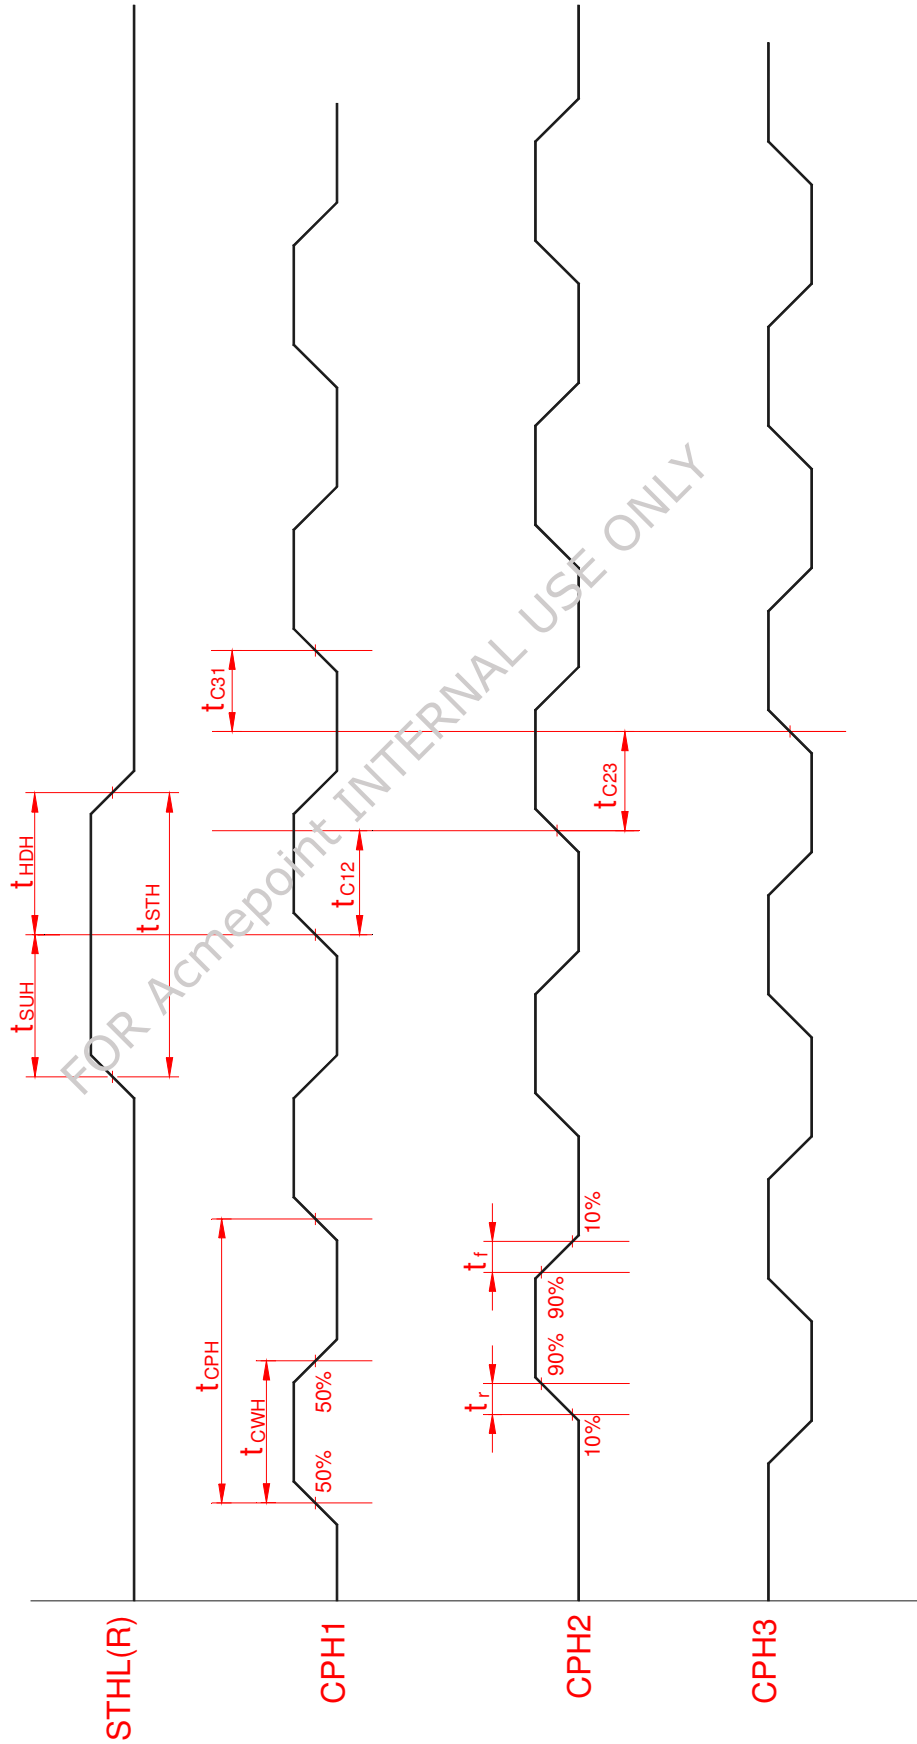 STHL(R)
tSUH
tHDH
tSTH
CPH1
tCPH
tCWH
50%
50%
tC12
tC31
CPH2
tr
tf
10%
90%
90%
10%
tC23
CPH3
FOR Acmepoint INTERNAL USE ONLY